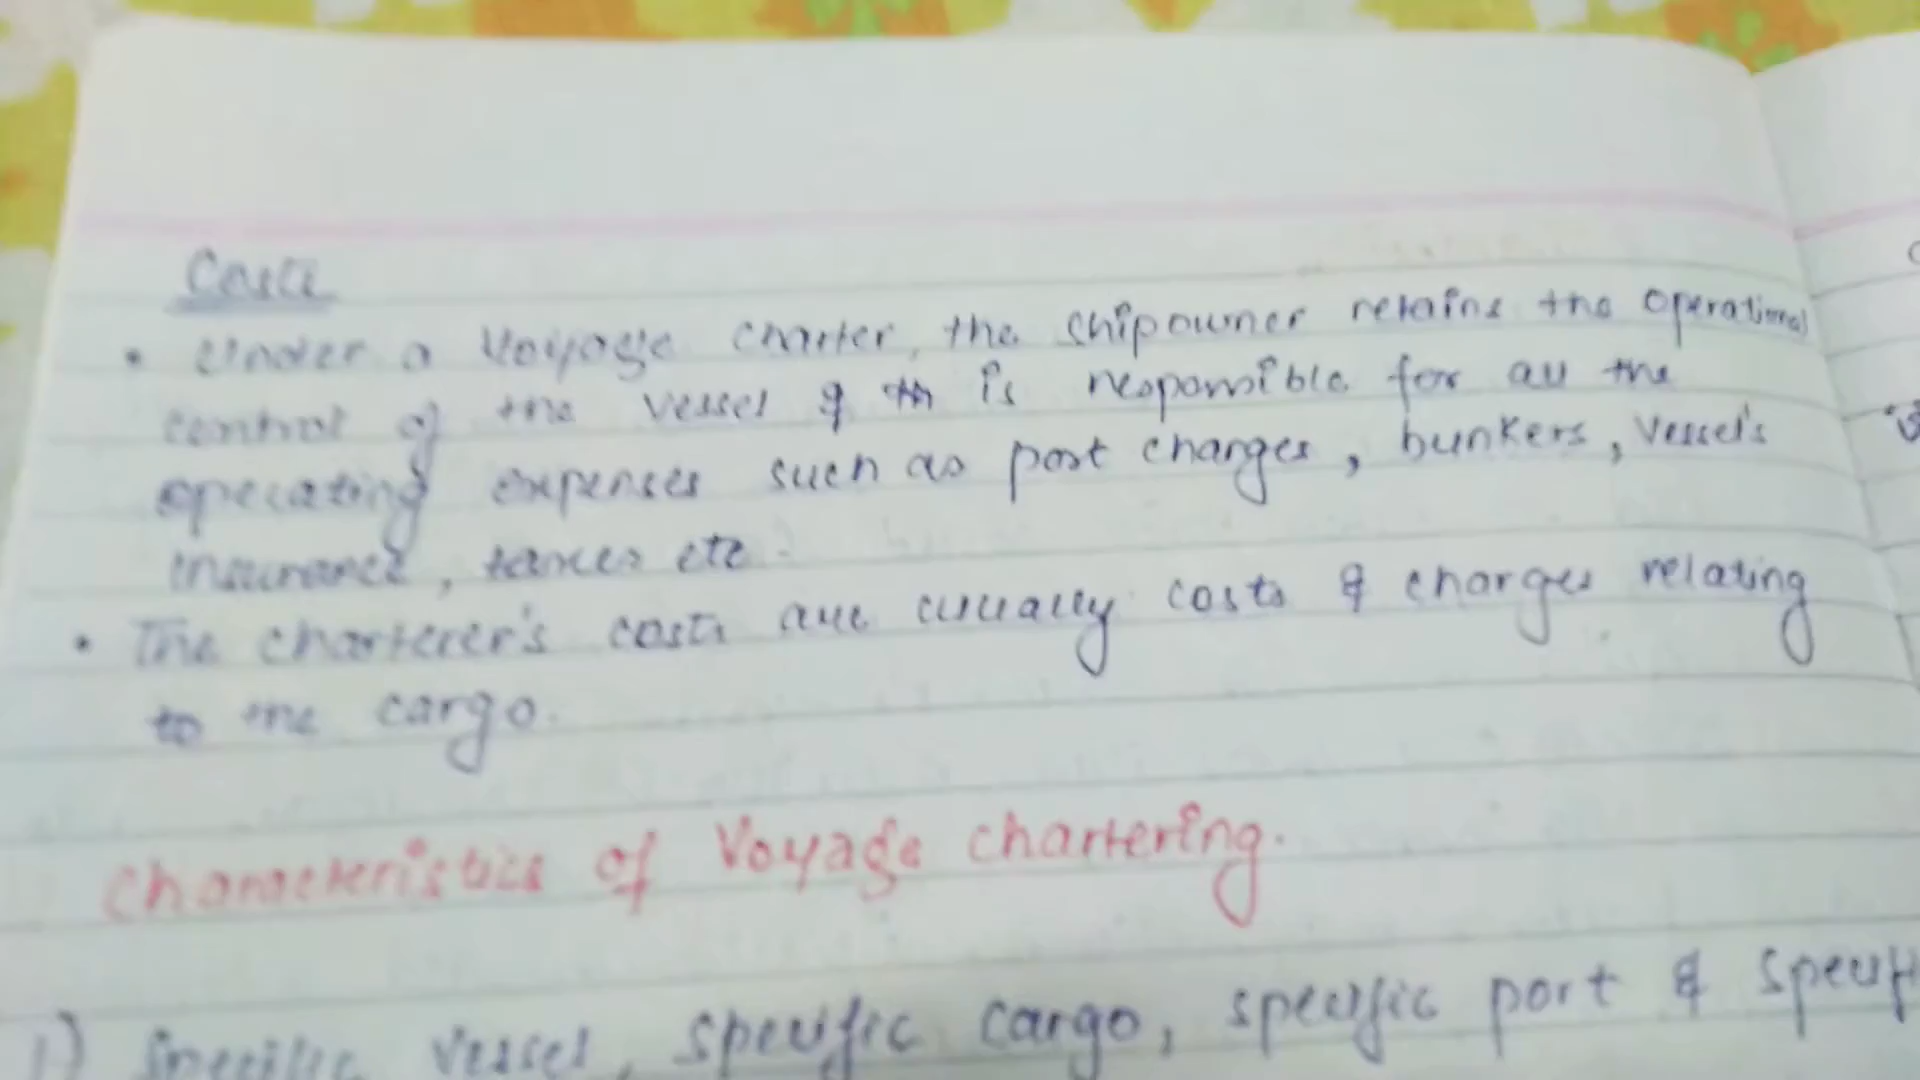 Costs
• Under a Voyage charter, the shipowner retains the operational
control of the vessel & is responsible for all the
operating expenses such as port charges, bunkers, vessel's
insurance, taxes etc.
• The charterer's costs are usually costs & charges relating
to the cargo.
Characteristics of Voyage chartering.
1) Specific vessel, specific cargo, specific port &